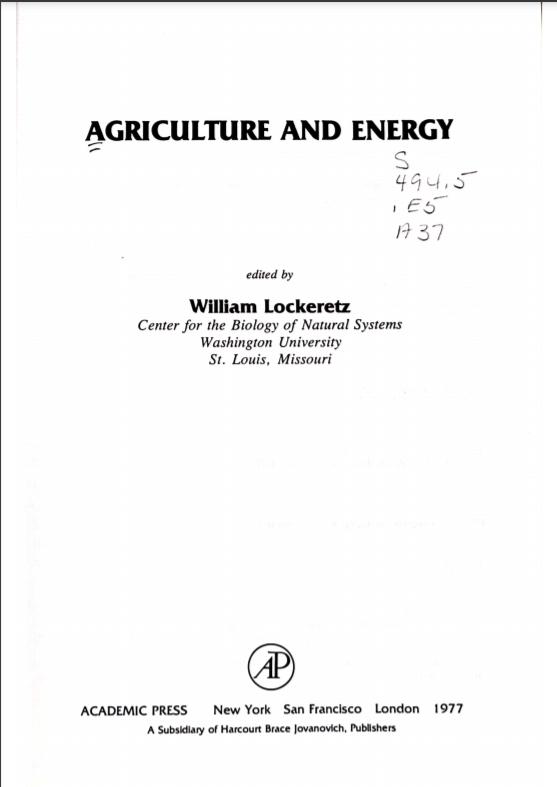 AGRICULTURE AND ENERGY
S
494.5
.E5
A37
edited by
William Lockeretz
Center for the Biology of Natural Systems
Washington University
St. Louis, Missouri
AP
ACADEMIC PRESS New York San Francisco London 1977
A Subsidiary of Harcourt Brace Jovanovich, Publishers